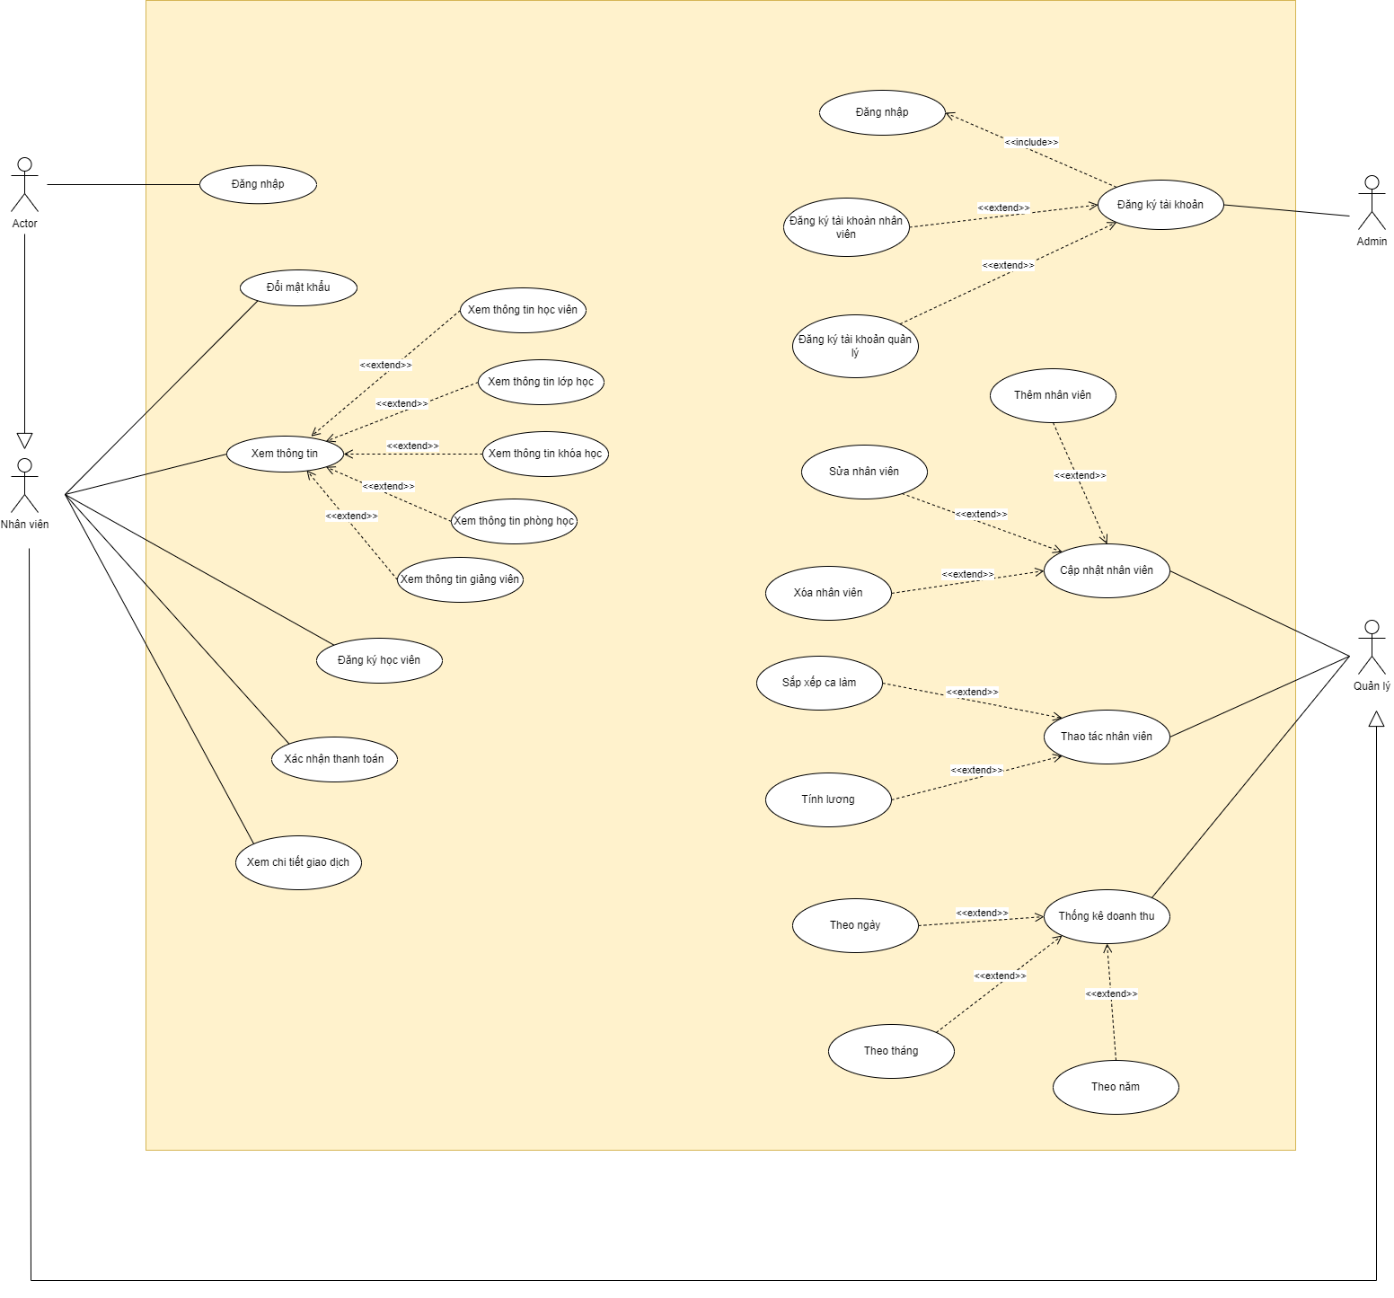 Đăng nhập
<<include>>
Actor
Đăng nhập
Đăng ký tài khoản
Admin
<<extend>>
Đăng ký tài khoản nhân
viên
<<extend>>
Đổi mật khẩu
Xem thông tin học viên
Đăng ký tài khoản quản
lý
<<extend>>
Xem thông tin lớp học
<<extend>>
Thêm nhân viên
<<extend>>
Xem thông tin
Xem thông tin khóa học
Sửa nhân viên
<<extend>>
<<extend>>
<<extend>>
<<extend>>
Nhân viên
Xem thông tin phòng học
Xem thông tin giảng viên
<<extend>>
Cập nhật nhân viên
Xóa nhân viên
Đăng ký học viên
Sắp xếp ca làm
<<extend>>
Quản lý
Thao tác nhân viên
Xác nhận thanh toán
<<extend>>
Tính lương
Xem chi tiết giao dịch
<<extend>>
Thống kê doanh thu
Theo ngày
<<extend>>
<<extend>>
Theo tháng
Theo năm